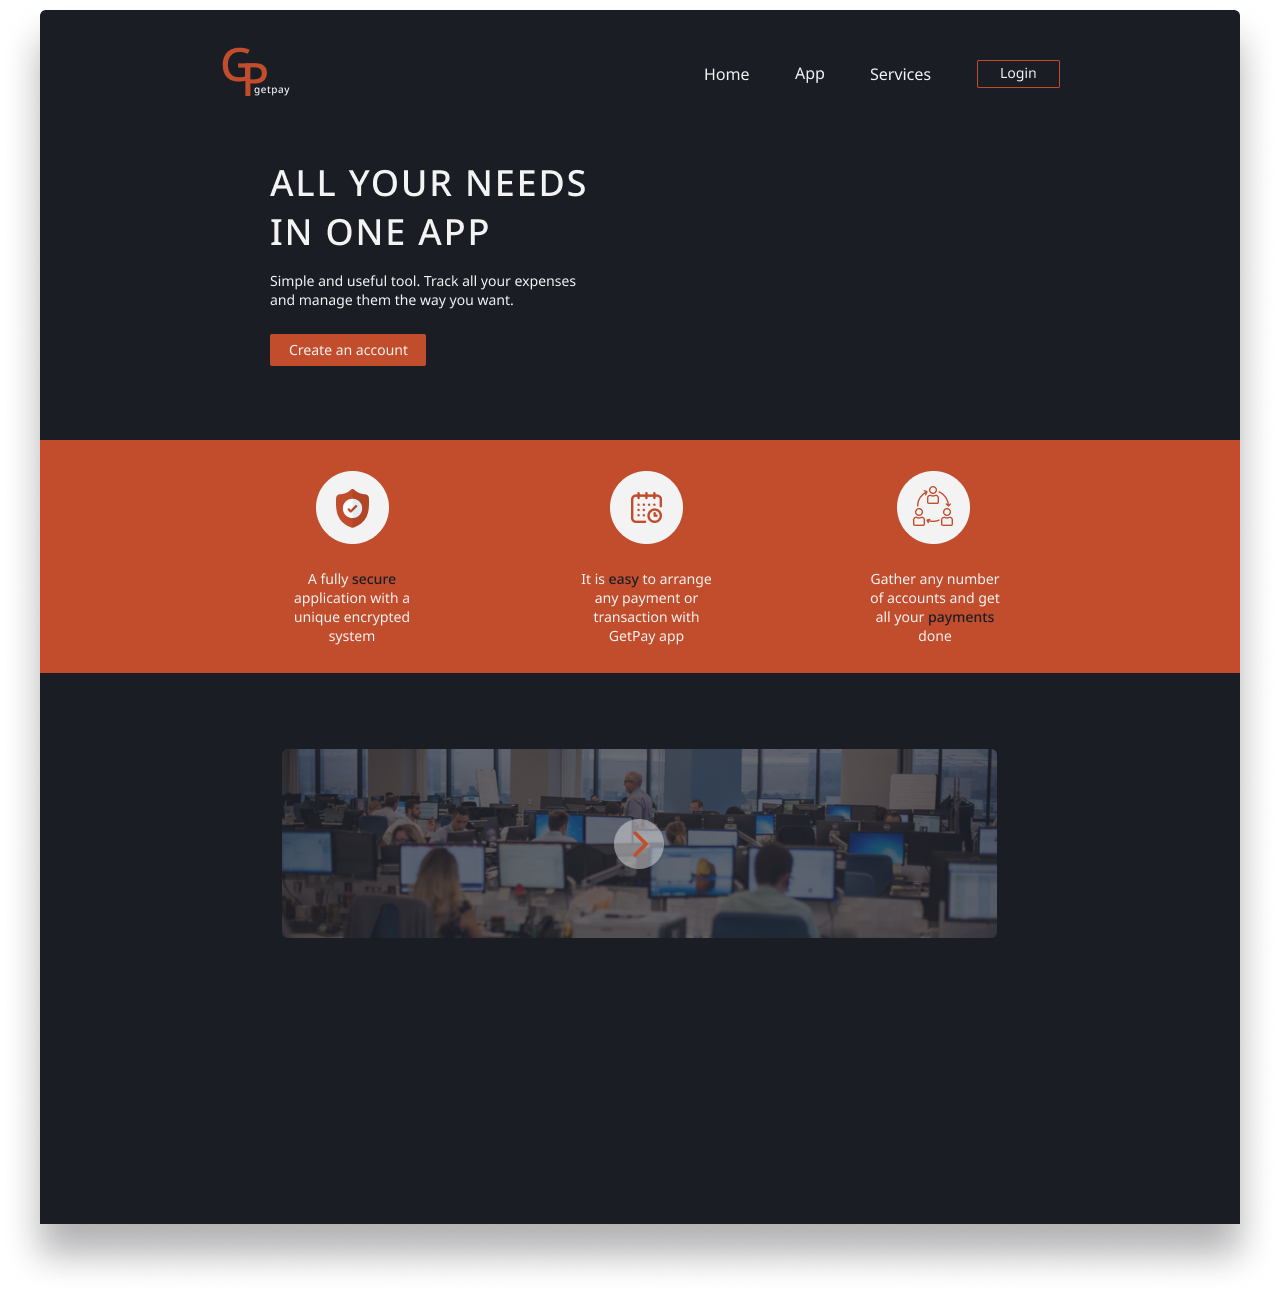 GP
getpay
Home App Services Login
ALL YOUR NEEDS
IN ONE APP
Simple and useful tool. Track all your expenses
and manage them the way you want.
Create an account
A fully secure
application with a
unique encrypted
system
It is easy to arrange
any payment or
transaction with
GetPay app
Gather any number
of accounts and get
all your payments
done